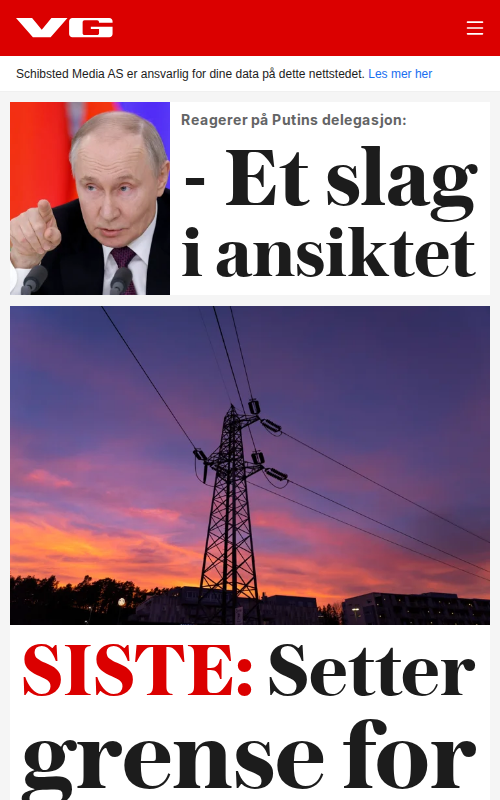 VG
Schibsted Media AS er ansvarlig for dine data på dette nettstedet. Les mer her
Reagerer på Putins delegasjon:
- Et slag
i ansiktet
SISTE: Setter
grense for